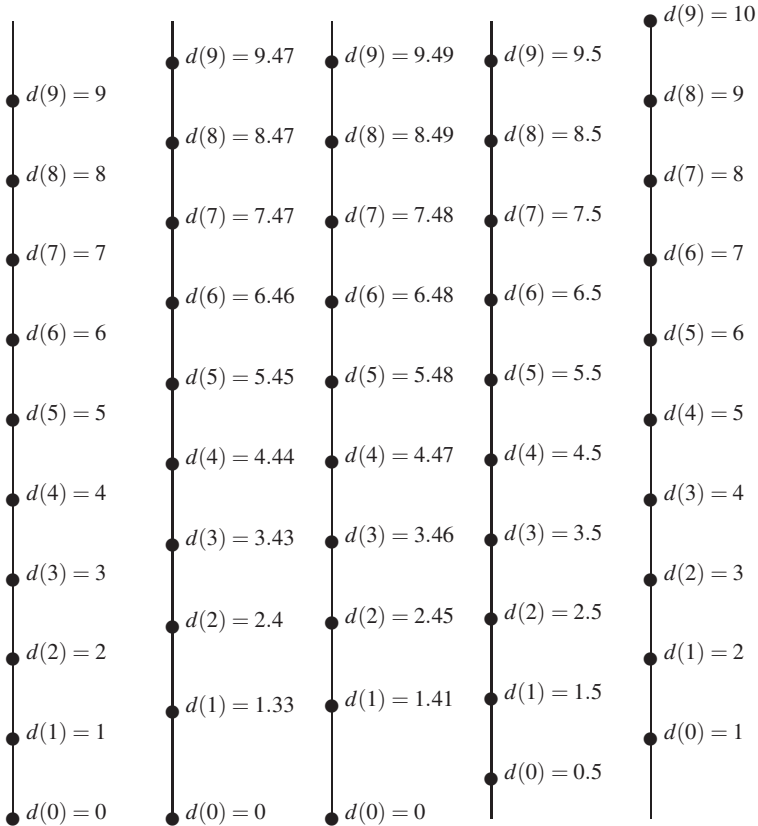 d(9) = 9
d(8) = 8
d(7) = 7
d(6) = 6
d(5) = 5
d(4) = 4
d(3) = 3
d(2) = 2
d(1) = 1
d(0) = 0
d(9) = 9.47
d(8) = 8.47
d(7) = 7.47
d(6) = 6.46
d(5) = 5.45
d(4) = 4.44
d(3) = 3.43
d(2) = 2.4
d(1) = 1.33
d(0) = 0
d(9) = 9.49
d(8) = 8.49
d(7) = 7.48
d(6) = 6.48
d(5) = 5.48
d(4) = 4.47
d(3) = 3.46
d(2) = 2.45
d(1) = 1.41
d(0) = 0
d(9) = 9.5
d(8) = 8.5
d(7) = 7.5
d(6) = 6.5
d(5) = 5.5
d(4) = 4.5
d(3) = 3.5
d(2) = 2.5
d(1) = 1.5
d(0) = 0.5
d(9) = 10
d(8) = 9
d(7) = 8
d(6) = 7
d(5) = 6
d(4) = 5
d(3) = 4
d(2) = 3
d(1) = 2
d(0) = 1